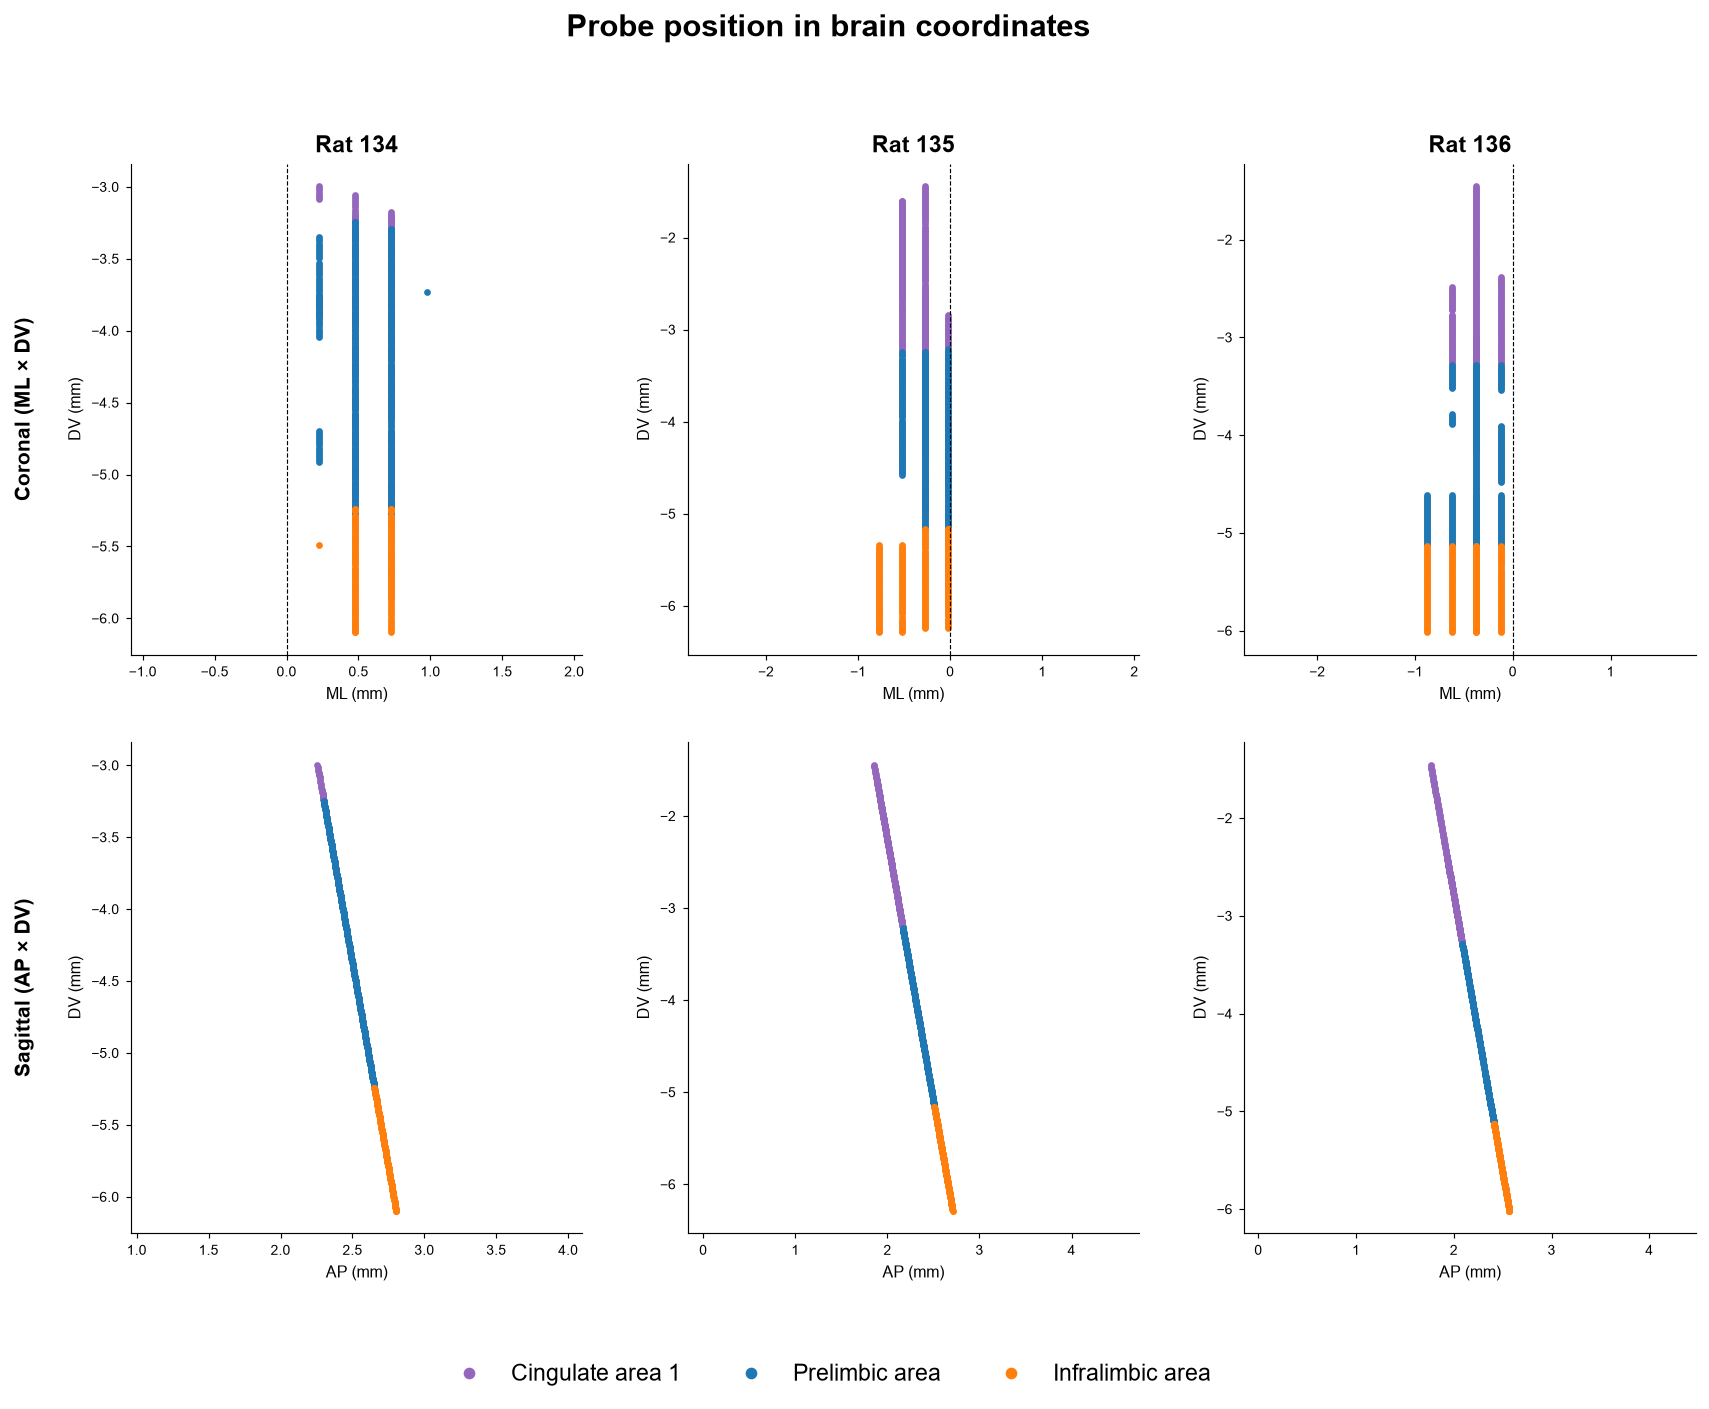 Probe position in brain coordinates
Rat 134
Rat 135
Rat 136
Coronal (ML × DV)
DV (mm)
−3.0
−3.5
−4.0
−4.5
−5.0
−5.5
−6.0
−1.0 −0.5 0.0 0.5 1.0 1.5 2.0
ML (mm)
DV (mm)
−2
−3
−4
−5
−6
−2 −1 0 1 2
ML (mm)
DV (mm)
−2
−3
−4
−5
−6
−2 −1 0 1
ML (mm)
Sagittal (AP × DV)
DV (mm)
−3.0
−3.5
−4.0
−4.5
−5.0
−5.5
−6.0
1.0 1.5 2.0 2.5 3.0 3.5 4.0
AP (mm)
DV (mm)
−2
−3
−4
−5
−6
0 1 2 3 4
AP (mm)
DV (mm)
−2
−3
−4
−5
−6
0 1 2 3 4
AP (mm)
Cingulate area 1 Prelimbic area Infralimbic area